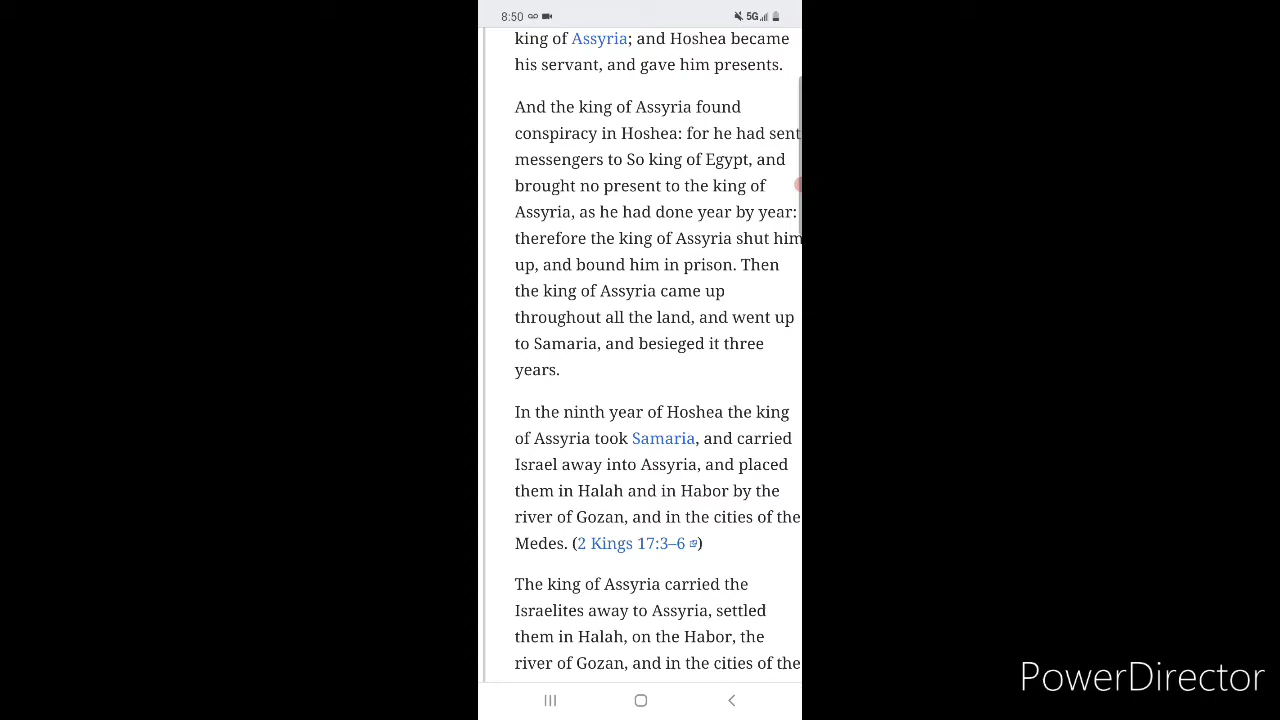 8:50
5G
king of Assyria; and Hoshea became
his servant, and gave him presents.
And the king of Assyria found
conspiracy in Hoshea: for he had sent
messengers to So king of Egypt, and
brought no present to the king of
Assyria, as he had done year by year:
therefore the king of Assyria shut him
up, and bound him in prison. Then
the king of Assyria came up
throughout all the land, and went up
to Samaria, and besieged it three
years.
In the ninth year of Hoshea the king
of Assyria took Samaria, and carried
Israel away into Assyria, and placed
them in Halah and in Habor by the
river of Gozan, and in the cities of the
Medes. (2 Kings 17:3–6)
The king of Assyria carried the
Israelites away to Assyria, settled
them in Halah, on the Habor, the
river of Gozan, and in the cities of the
PowerDirector